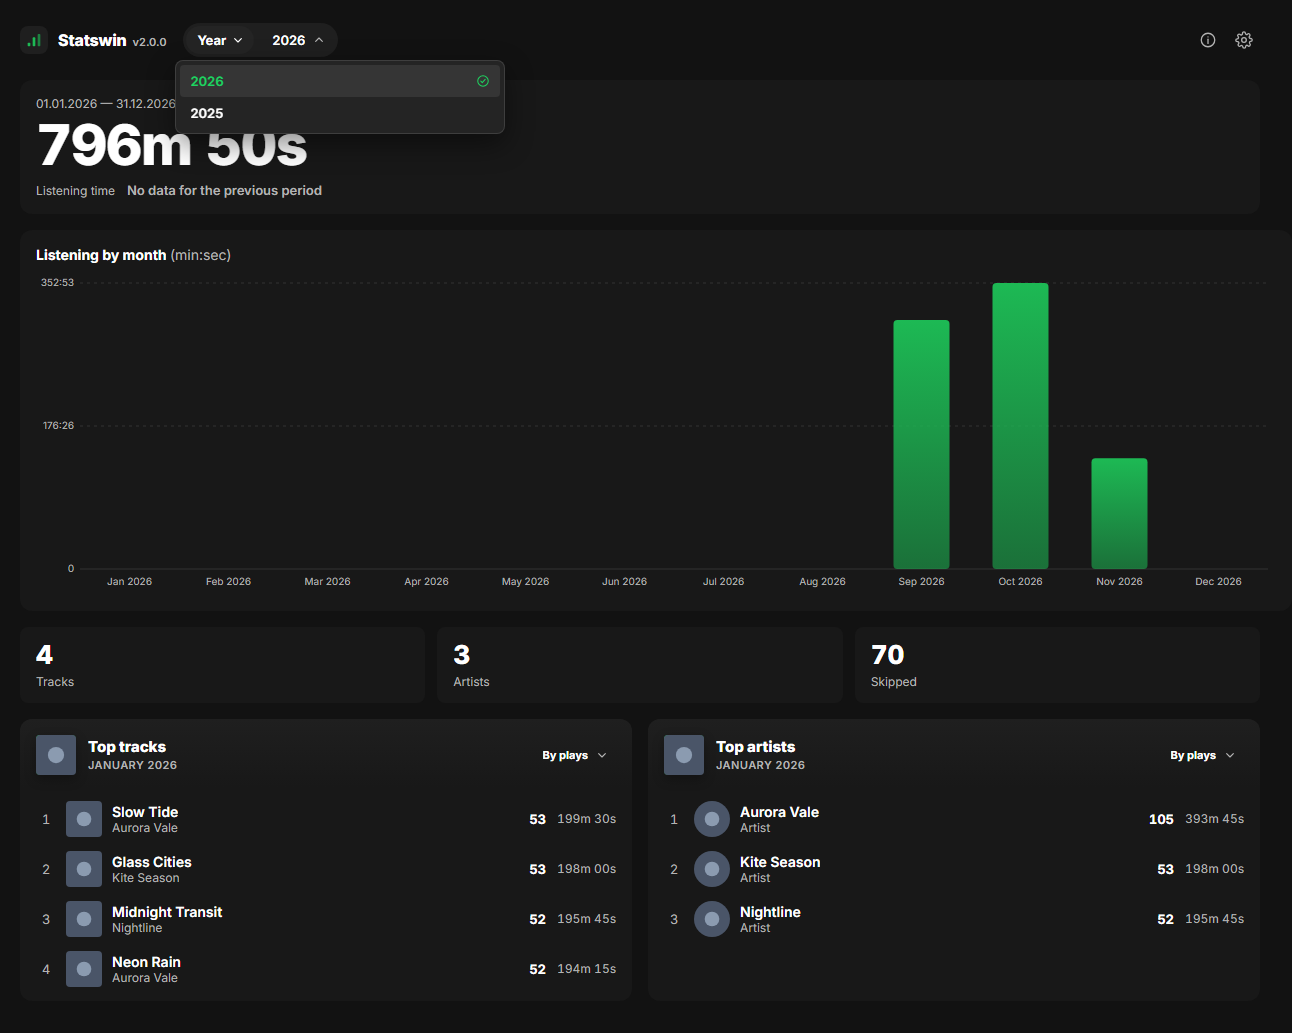 Statswin v2.0.0
Year
2026
2026
2025
01.01.2026 — 31.12.2026
796m 50s
Listening time No data for the previous period
Listening by month (min:sec)
352:53
176:26
0
Jan 2026
Feb 2026
Mar 2026
Apr 2026
May 2026
Jun 2026
Jul 2026
Aug 2026
Sep 2026
Oct 2026
Nov 2026
Dec 2026
4
Tracks
3
Artists
70
Skipped
Top tracks
JANUARY 2026
By plays
1 Slow Tide 53 199m 30s
Aurora Vale
2 Glass Cities 53 198m 00s
Kite Season
3 Midnight Transit 52 195m 45s
Nightline
4 Neon Rain 52 194m 15s
Aurora Vale
Top artists
JANUARY 2026
By plays
1 Aurora Vale 105 393m 45s
Artist
2 Kite Season 53 198m 00s
Artist
3 Nightline 52 195m 45s
Artist